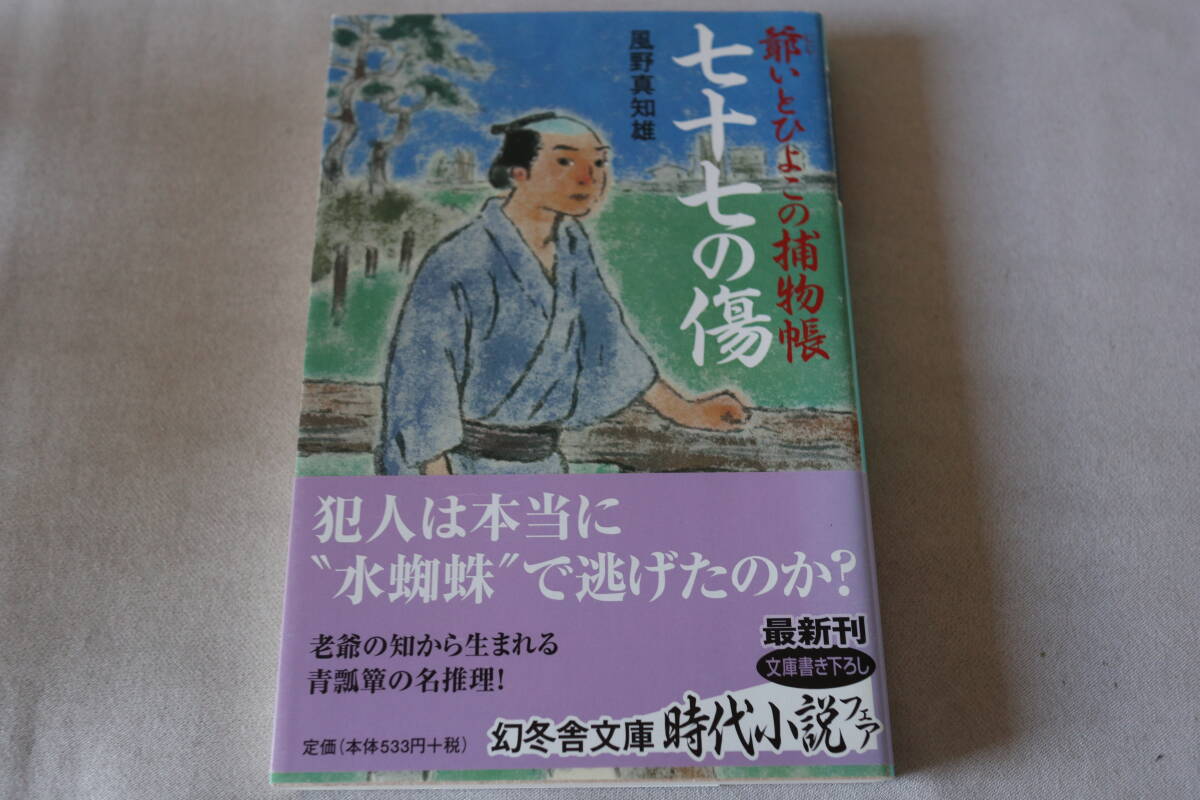 爺いとひよこの捕物帳
七十七の傷
風野真知雄
犯人は本当に
〝水蜘蛛〟で逃げたのか?
老爺の知から生まれる
青瓢簞の名推理!
最新刊
文庫書き下ろし
定価(本体533円+税)
幻冬舎文庫 時代小説フェア